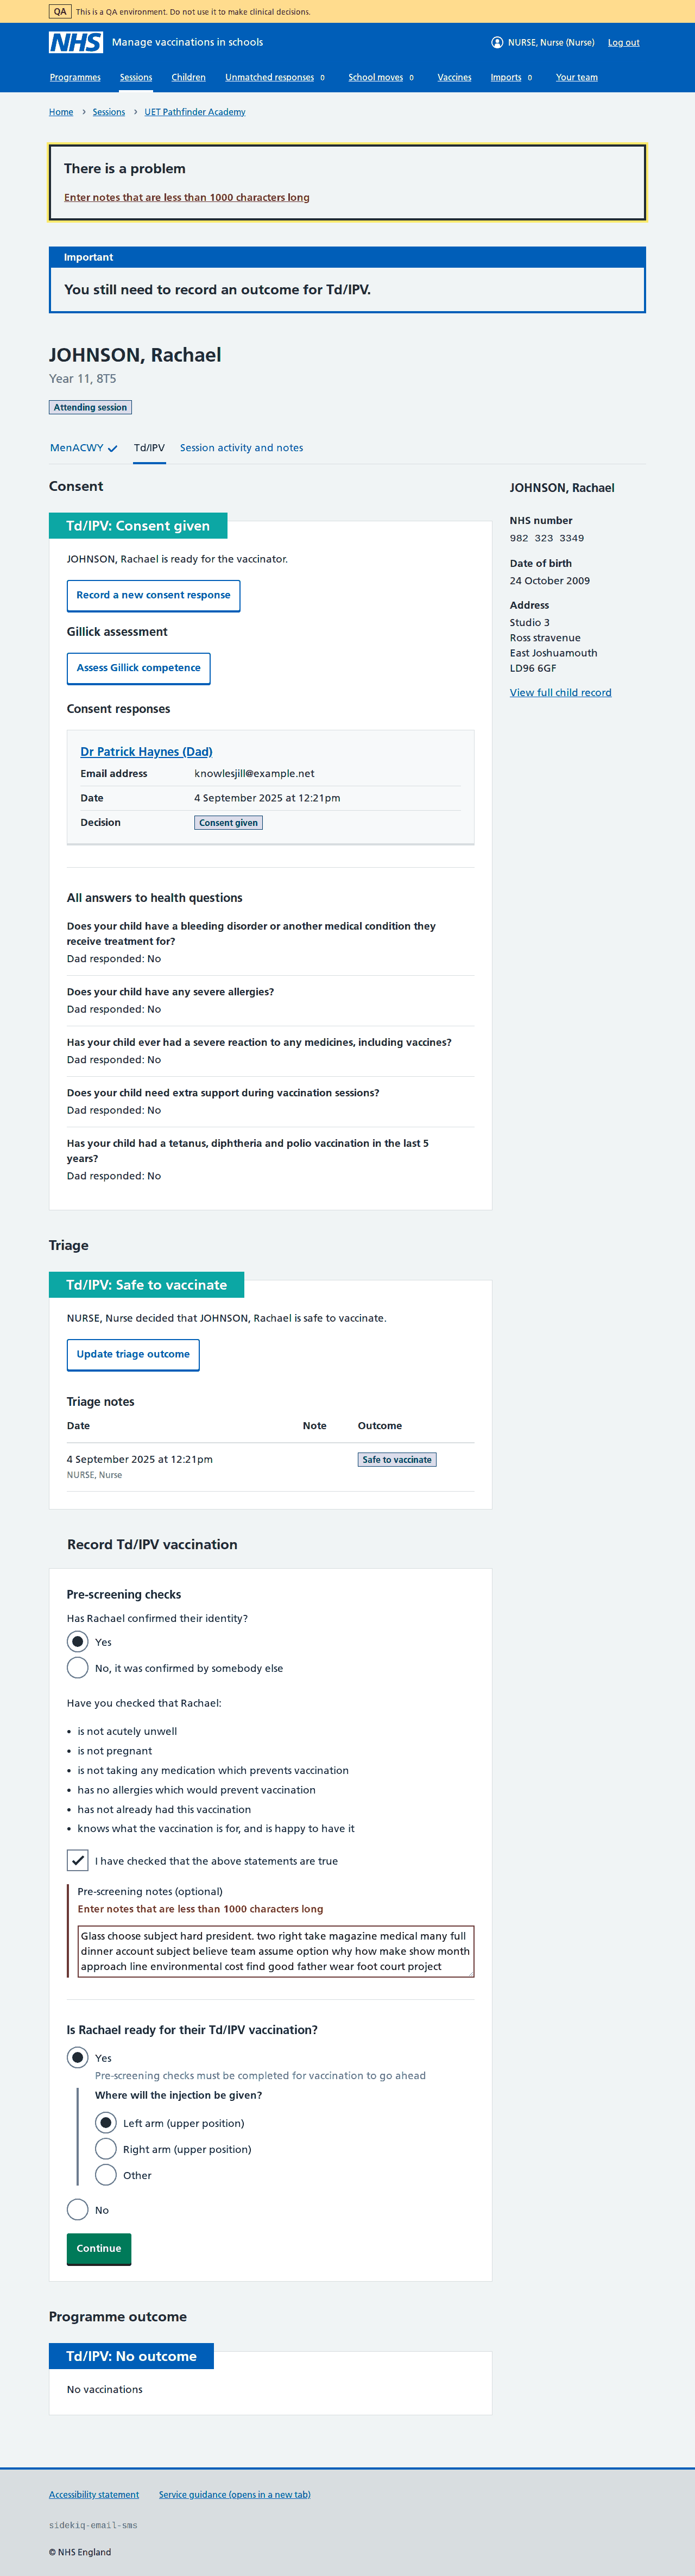 QA This is a QA environment. Do not use it to make clinical decisions.
NHS Manage vaccinations in schools NURSE, Nurse (Nurse) Log out
Programmes Sessions Children Unmatched responses 0 School moves 0 Vaccines Imports 0 Your team
Home Sessions UET Pathfinder Academy
There is a problem
Enter notes that are less than 1000 characters long
Important
You still need to record an outcome for Td/IPV.
JOHNSON, Rachael
Year 11, 8T5
Attending session
MenACWY Td/IPV Session activity and notes
Consent
Td/IPV: Consent given
JOHNSON, Rachael is ready for the vaccinator.
Record a new consent response
Gillick assessment
Assess Gillick competence
Consent responses
Dr Patrick Haynes (Dad)
Email address knowlesjill@example.net
Date 4 September 2025 at 12:21pm
Decision Consent given
All answers to health questions
Does your child have a bleeding disorder or another medical condition they
receive treatment for?
Dad responded: No
Does your child have any severe allergies?
Dad responded: No
Has your child ever had a severe reaction to any medicines, including vaccines?
Dad responded: No
Does your child need extra support during vaccination sessions?
Dad responded: No
Has your child had a tetanus, diphtheria and polio vaccination in the last 5
years?
Dad responded: No
JOHNSON, Rachael
NHS number
982 323 3349
Date of birth
24 October 2009
Address
Studio 3
Ross stravenue
East Joshuamouth
LD96 6GF
View full child record
Triage
Td/IPV: Safe to vaccinate
NURSE, Nurse decided that JOHNSON, Rachael is safe to vaccinate.
Update triage outcome
Triage notes
Date Note Outcome
4 September 2025 at 12:21pm Safe to vaccinate
NURSE, Nurse
Record Td/IPV vaccination
Pre-screening checks
Has Rachael confirmed their identity?
Yes
No, it was confirmed by somebody else
Have you checked that Rachael:
• is not acutely unwell
• is not pregnant
• is not taking any medication which prevents vaccination
• has no allergies which would prevent vaccination
• has not already had this vaccination
• knows what the vaccination is for, and is happy to have it
I have checked that the above statements are true
Pre-screening notes (optional)
Enter notes that are less than 1000 characters long
Glass choose subject hard president. two right take magazine medical many full
dinner account subject believe team assume option why how make show month
approach line environmental cost find good father wear foot court project
Is Rachael ready for their Td/IPV vaccination?
Yes
Pre-screening checks must be completed for vaccination to go ahead
Where will the injection be given?
Left arm (upper position)
Right arm (upper position)
Other
No
Continue
Programme outcome
Td/IPV: No outcome
No vaccinations
Accessibility statement Service guidance (opens in a new tab)
sidekiq-email-sms
© NHS England